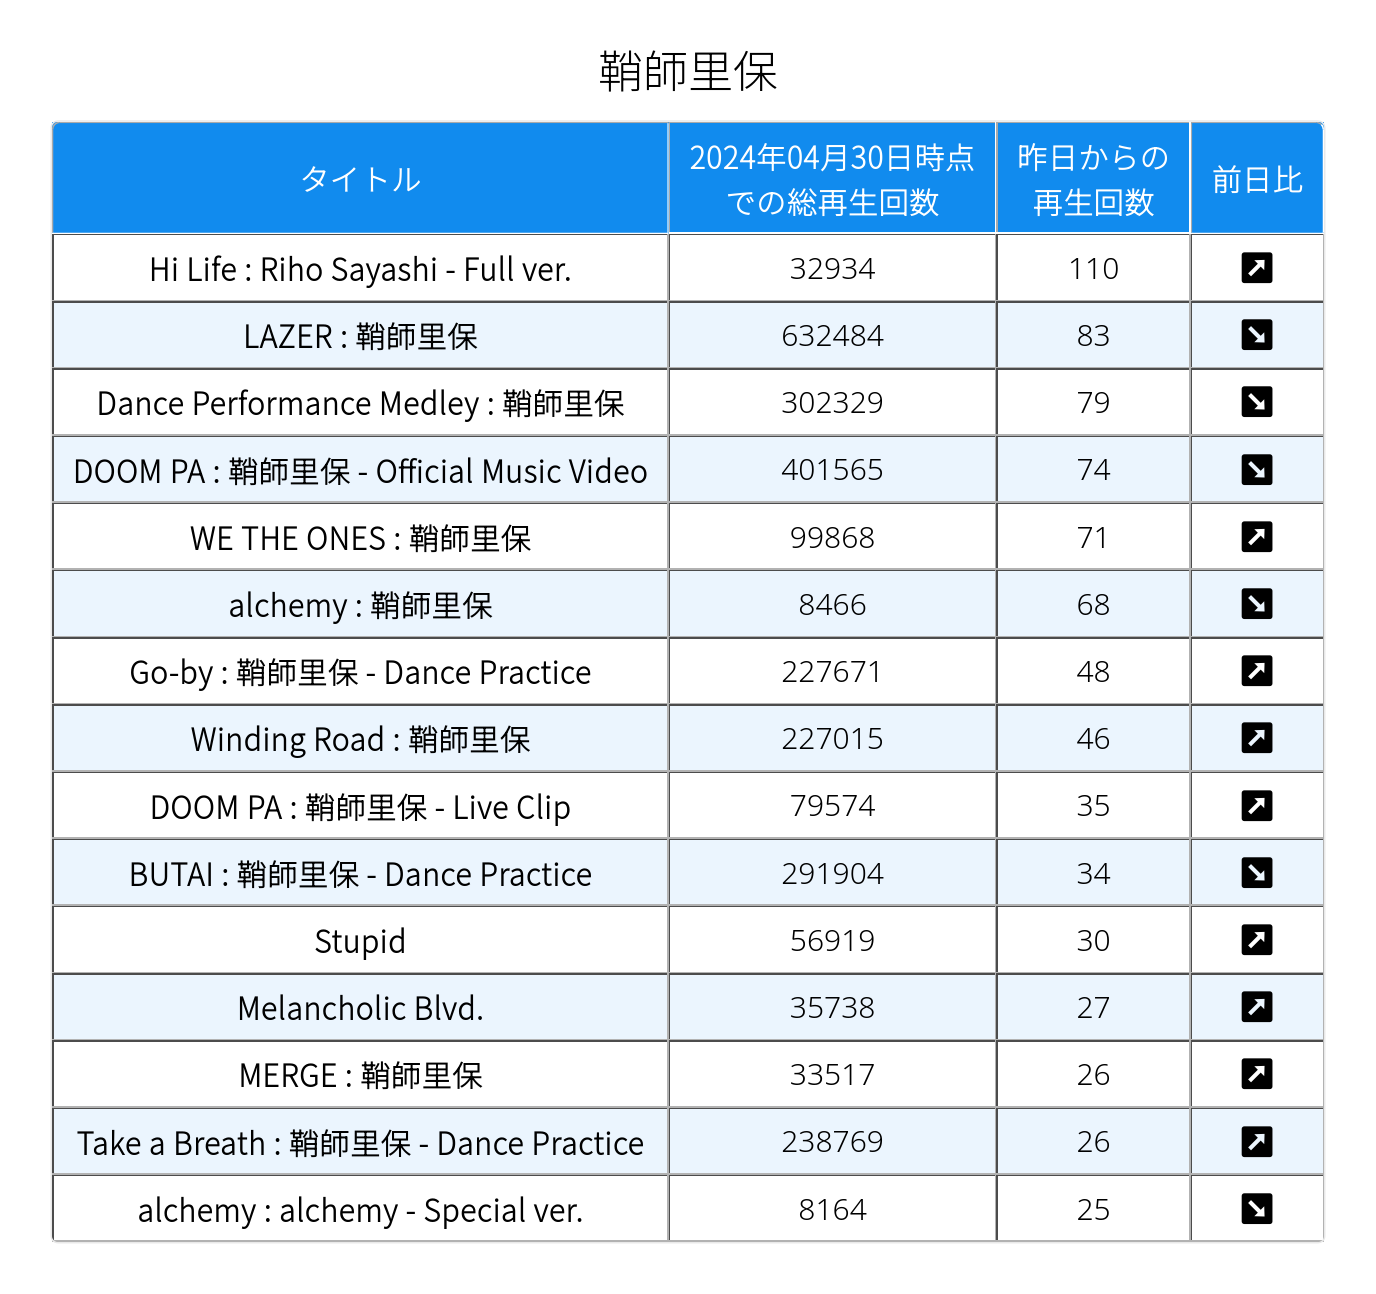 鞘師里保
タイトル 2024年04月30日時点での総再生回数 昨日からの再生回数 前日比
Hi Life : Riho Sayashi - Full ver. 32934 110 ↗
LAZER : 鞘師里保 632484 83 ↘
Dance Performance Medley : 鞘師里保 302329 79 ↘
DOOM PA : 鞘師里保 - Official Music Video 401565 74 ↘
WE THE ONES : 鞘師里保 99868 71 ↗
alchemy : 鞘師里保 8466 68 ↘
Go-by : 鞘師里保 - Dance Practice 227671 48 ↗
Winding Road : 鞘師里保 227015 46 ↗
DOOM PA : 鞘師里保 - Live Clip 79574 35 ↗
BUTAI : 鞘師里保 - Dance Practice 291904 34 ↘
Stupid 56919 30 ↗
Melancholic Blvd. 35738 27 ↗
MERGE : 鞘師里保 33517 26 ↗
Take a Breath : 鞘師里保 - Dance Practice 238769 26 ↗
alchemy : alchemy - Special ver. 8164 25 ↘